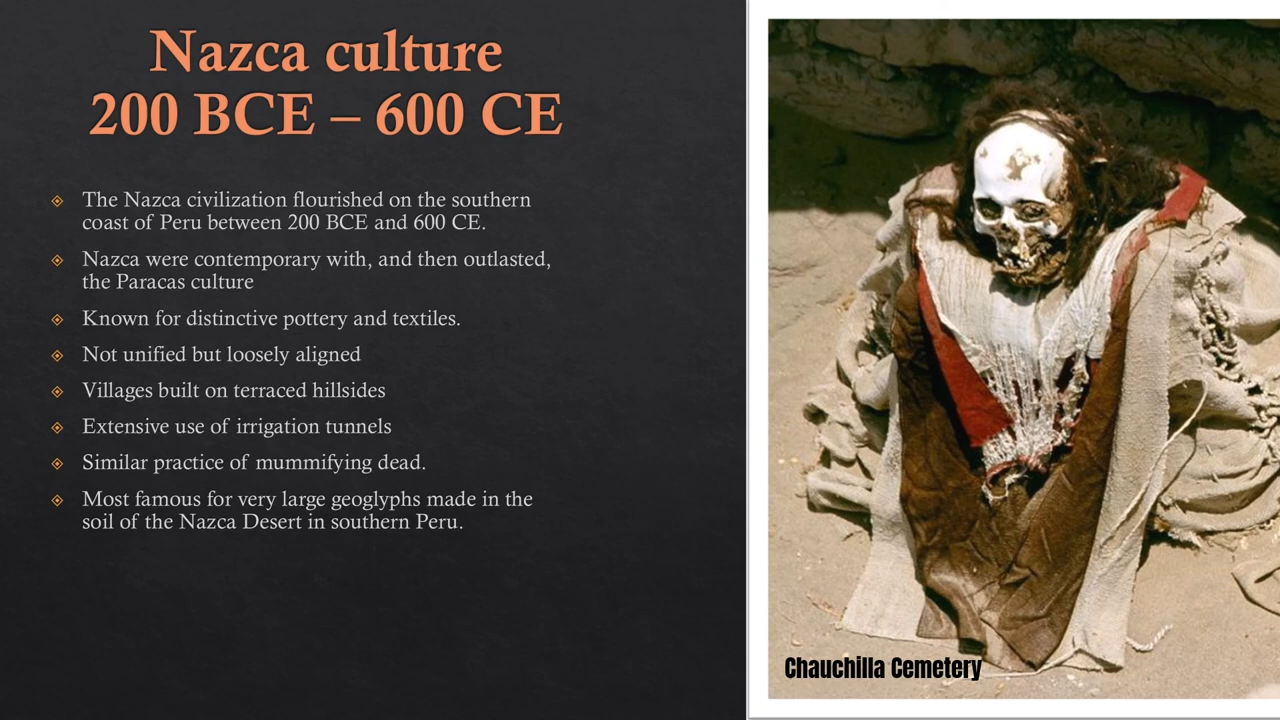 Nazca culture
200 BCE – 600 CE
The Nazca civilization flourished on the southern
coast of Peru between 200 BCE and 600 CE.
Nazca were contemporary with, and then outlasted,
the Paracas culture
Known for distinctive pottery and textiles.
Not unified but loosely aligned
Villages built on terraced hillsides
Extensive use of irrigation tunnels
Similar practice of mummifying dead.
Most famous for very large geoglyphs made in the
soil of the Nazca Desert in southern Peru.
Chauchilla Cemetery